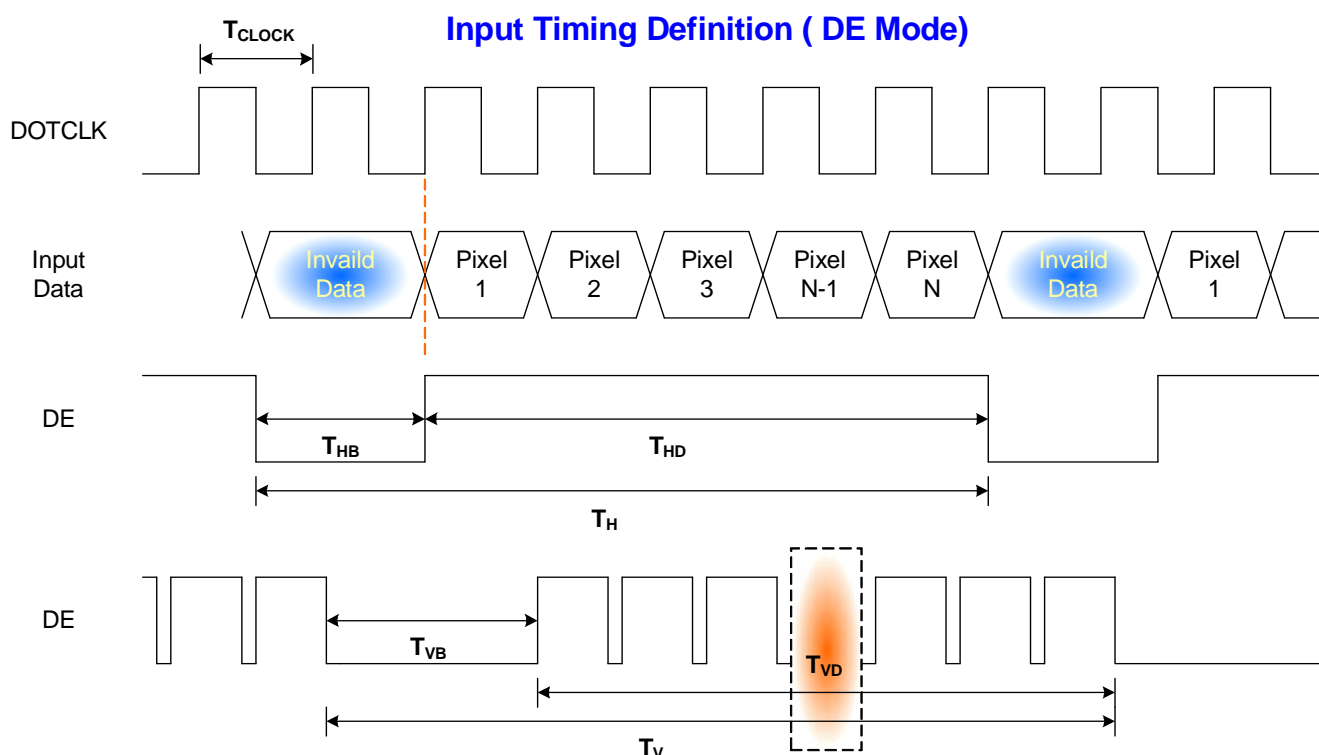 Input Timing Definition ( DE Mode)
TCLOCK
DOTCLK
Input
Data
Invaild
Data
Pixel
1
Pixel
2
Pixel
3
Pixel
N-1
Pixel
N
Invaild
Data
Pixel
1
DE
THB
THD
TH
DE
TVB
TVD
TV